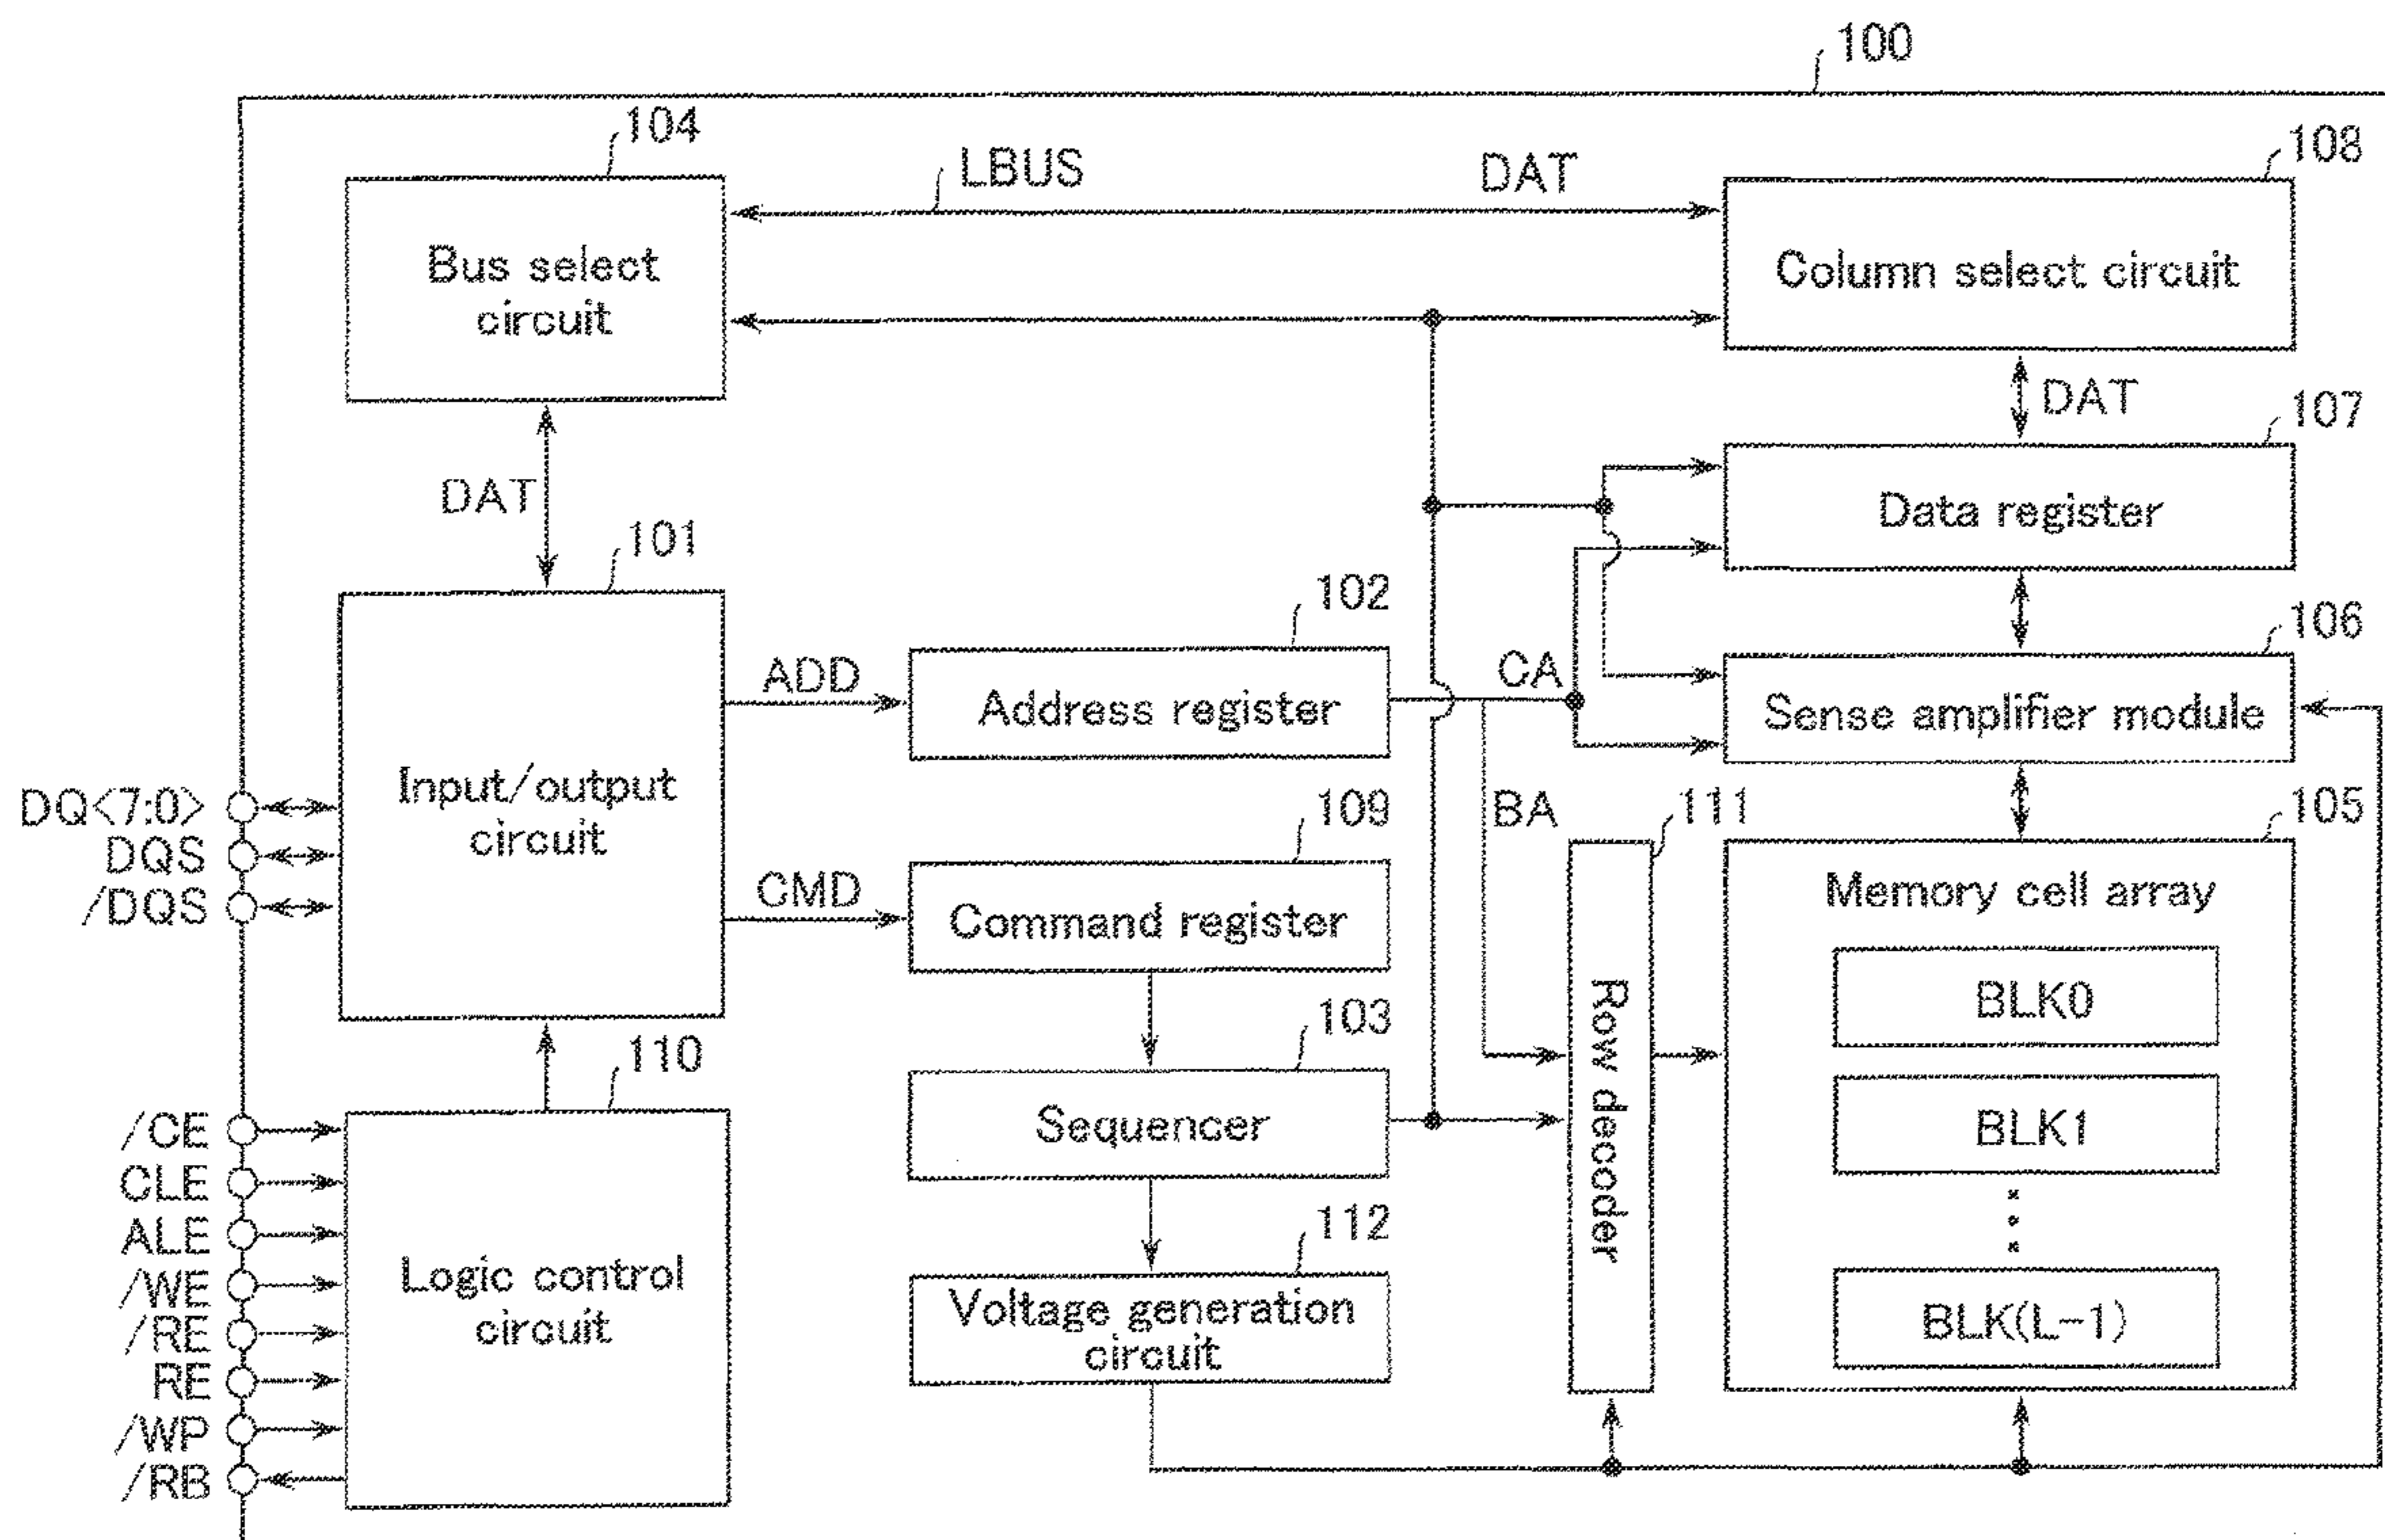 100
104
LBUS
DAT
108
Bus select
circuit
Column select circuit
DAT
107
DAT
Data register
101
102
106
ADD
CA
Address register
Sense amplifier module
Input/output
circuit
DQ<7:0>
DQS
/DQS
109
BA
111
105
CMD
Command register
Memory cell array
BLK0
103
110
Row decoder
/CE
CLE
ALE
/WE
/RE
RE
/WP
/RB
Sequencer
BLK1
112
Logic control
circuit
Voltage generation
circuit
BLK(L-1)